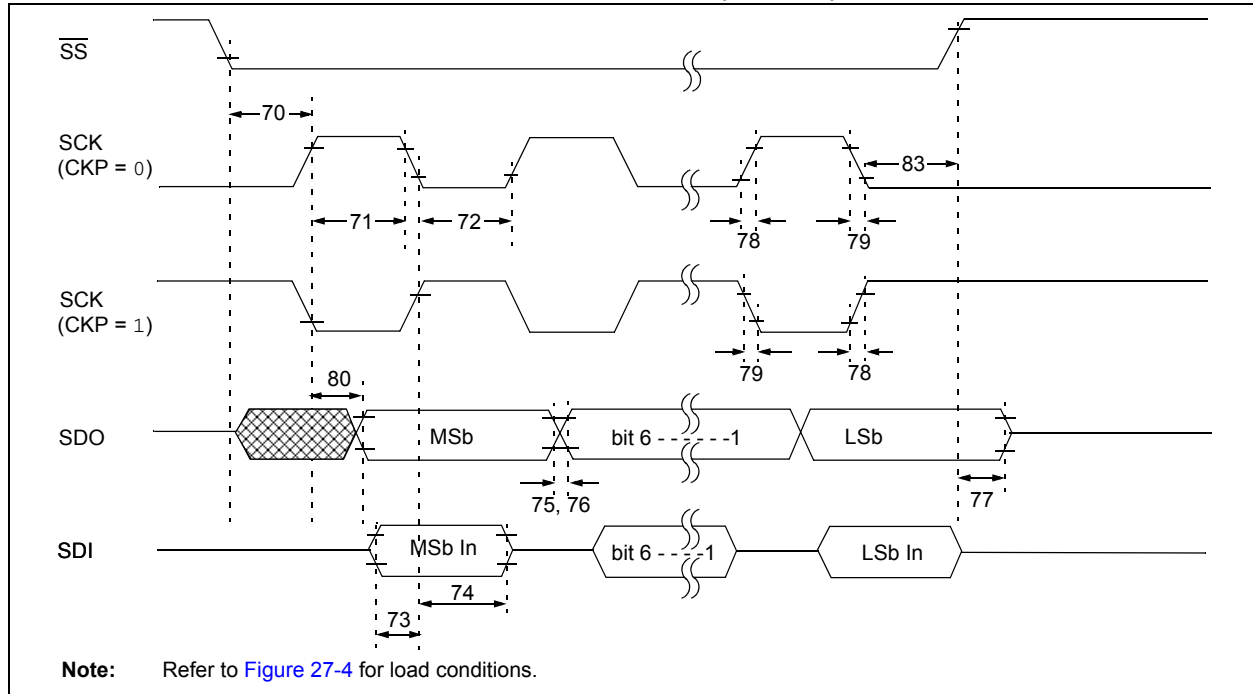 SS
70
SCK
(CKP = 0)
83
71
72
78
79
SCK
(CKP = 1)
79
78
80
SDO
MSb
bit 6 - - - - - -1
LSb
75, 76
77
SDI
MSb In
bit 6 - - - -1
LSb In
74
73
Note: Refer to Figure 27-4 for load conditions.